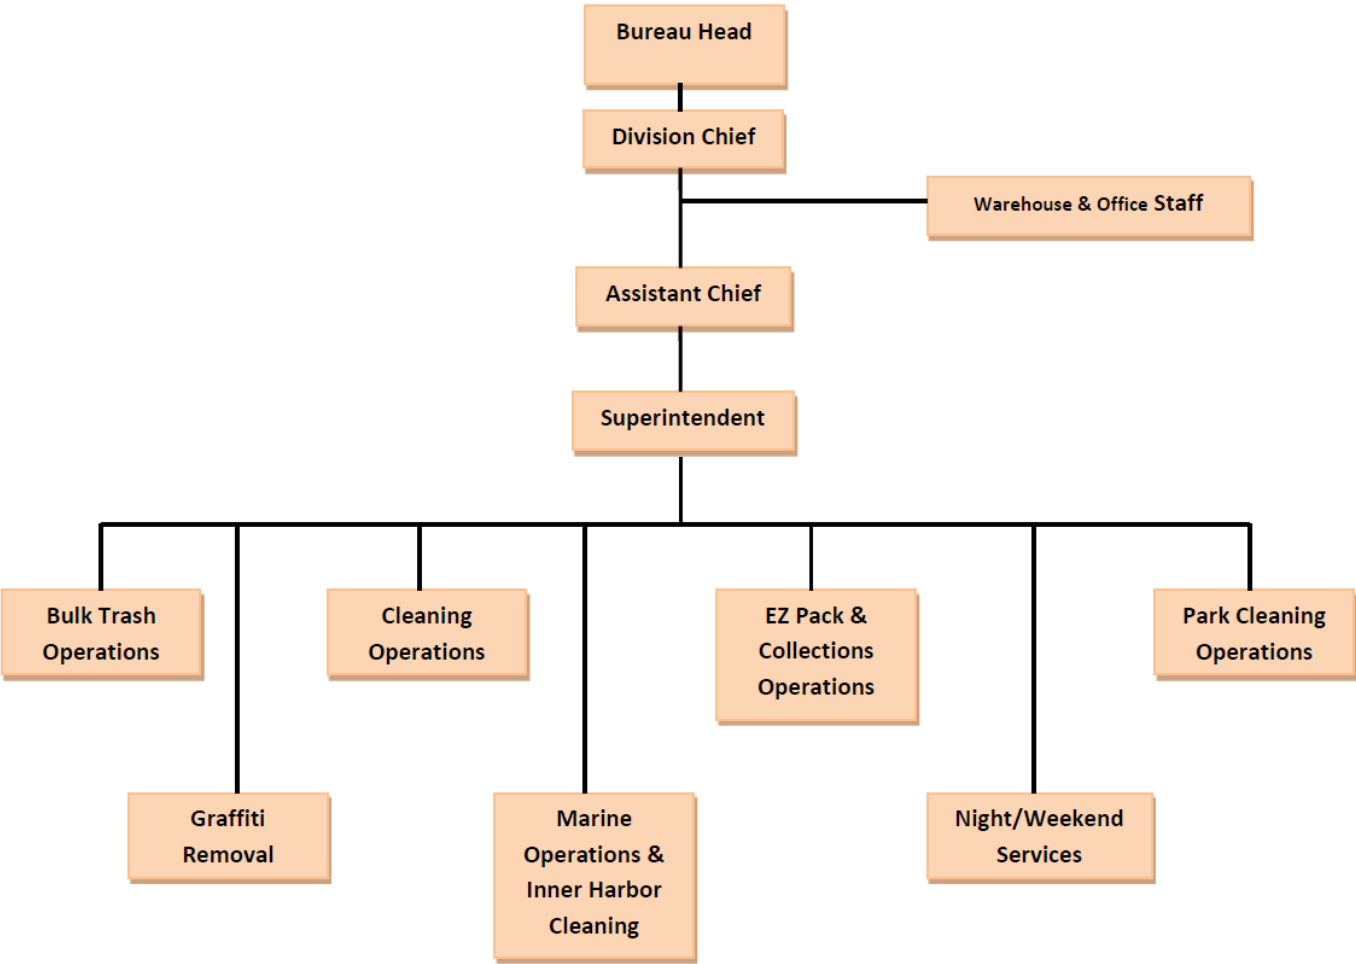 Bureau Head
Division Chief
Warehouse & Office Staff
Assistant Chief
Superintendent
Bulk Trash
Operations
Cleaning
Operations
EZ Pack &
Collections
Operations
Park Cleaning
Operations
Graffiti
Removal
Marine
Operations &
Inner Harbor
Cleaning
Night/Weekend
Services